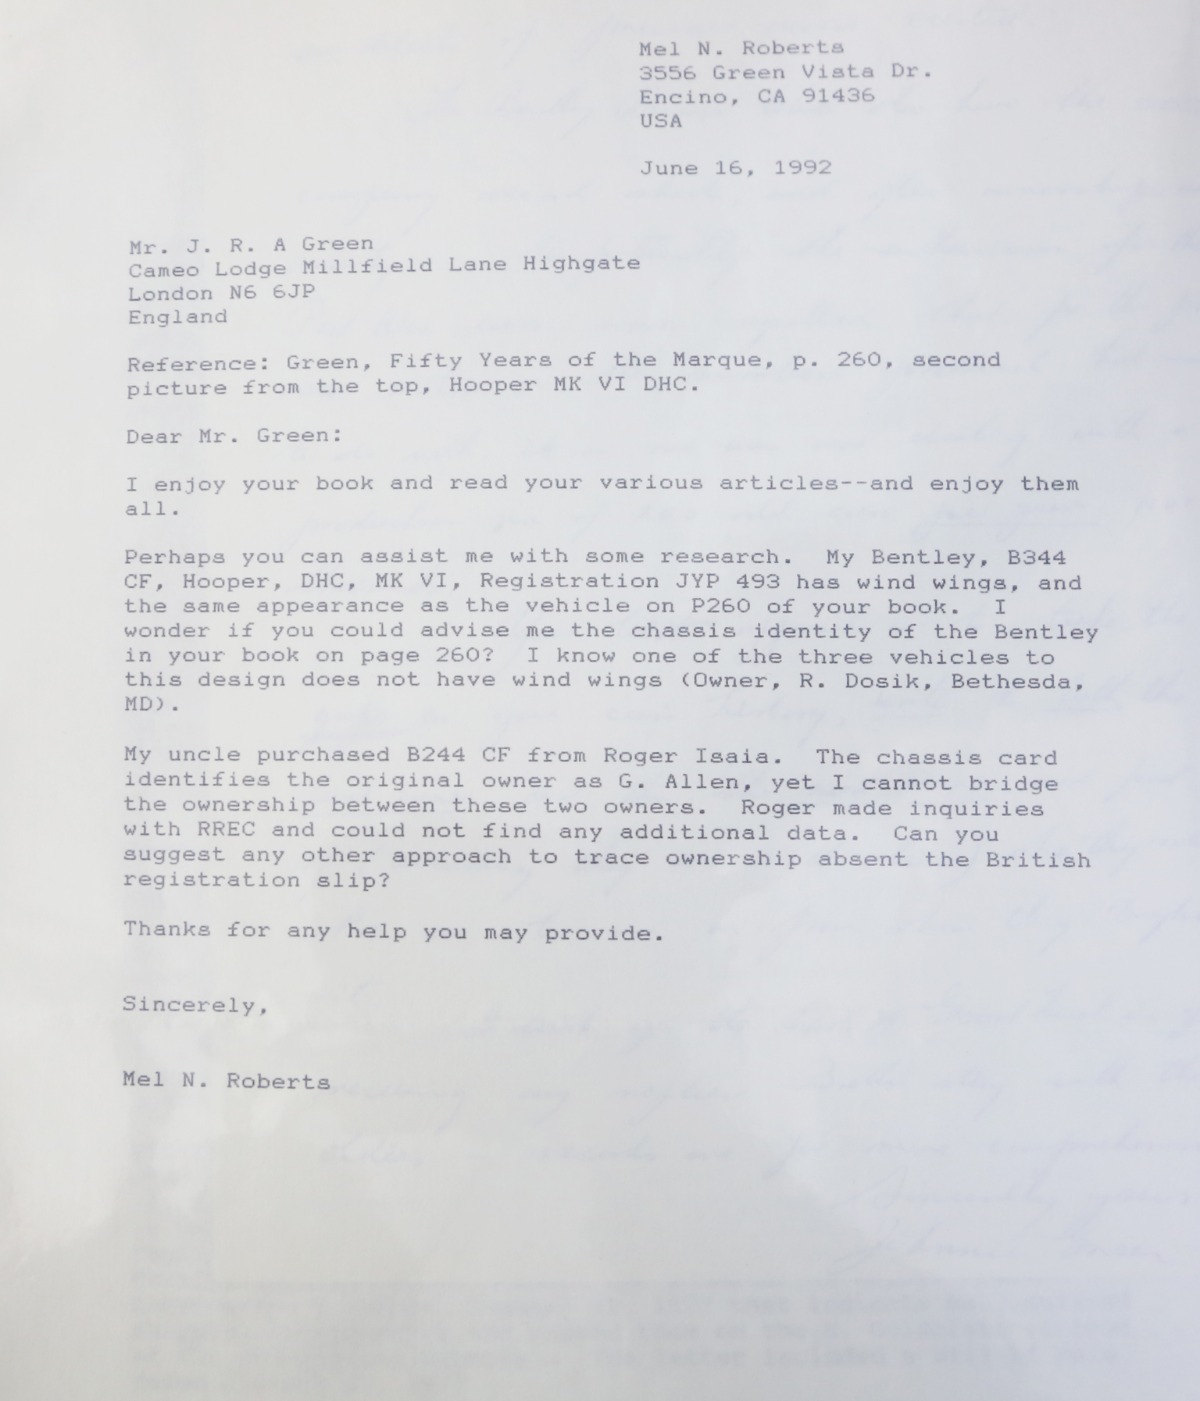 Mel N. Roberts
3556 Green Vista Dr.
Encino, CA 91436
USA
June 16, 1992
Mr. J. R. A Green
Cameo Lodge Millfield Lane Highgate
London N6 6JP
England
Reference: Green, Fifty Years of the Marque, p. 260, second
picture from the top, Hooper MK VI DHC.
Dear Mr. Green:
I enjoy your book and read your various articles--and enjoy them
all.
Perhaps you can assist me with some research. My Bentley, B344
CF, Hooper, DHC, MK VI, Registration JYP 493 has wind wings, and
the same appearance as the vehicle on P260 of your book. I
wonder if you could advise me the chassis identity of the Bentley
in your book on page 260? I know one of the three vehicles to
this design does not have wind wings (Owner, R. Dosik, Bethesda,
MD).
My uncle purchased B244 CF from Roger Isaia. The chassis card
identifies the original owner as G. Allen, yet I cannot bridge
the ownership between these two owners. Roger made inquiries
with RREC and could not find any additional data. Can you
suggest any other approach to trace ownership absent the British
registration slip?
Thanks for any help you may provide.
Sincerely,
Mel N. Roberts